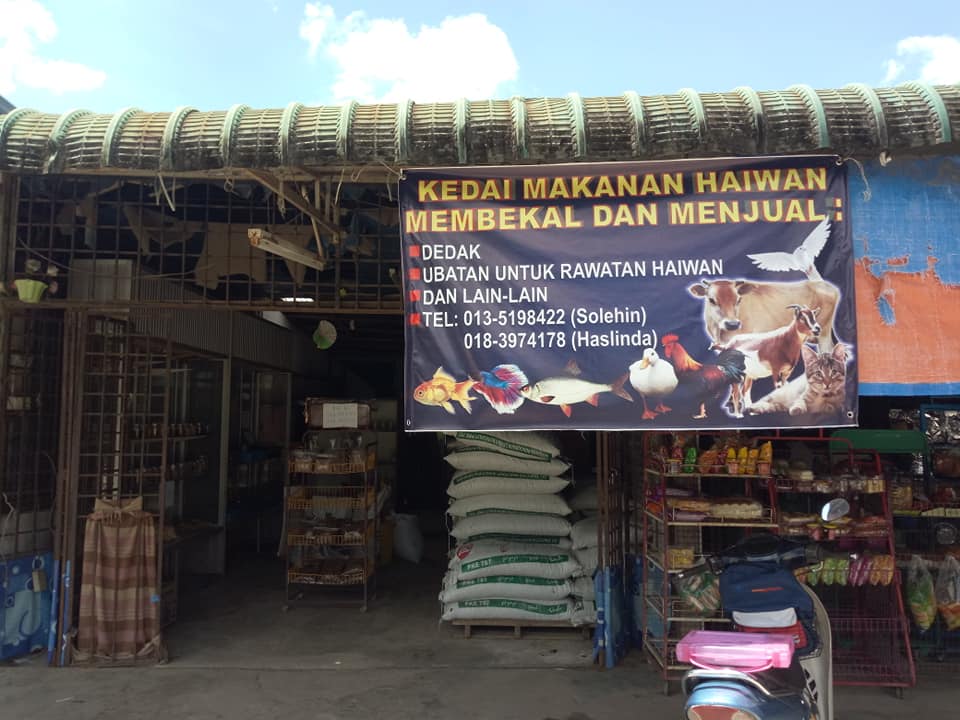 KEDAI MAKANAN HAIWAN
MEMBEKAL DAN MENJUAL :
DEDAK
UBATAN UNTUK RAWATAN HAIWAN
DAN LAIN-LAIN
TEL: 013-5198422 (Solehin)
018-3974178 (Haslinda)